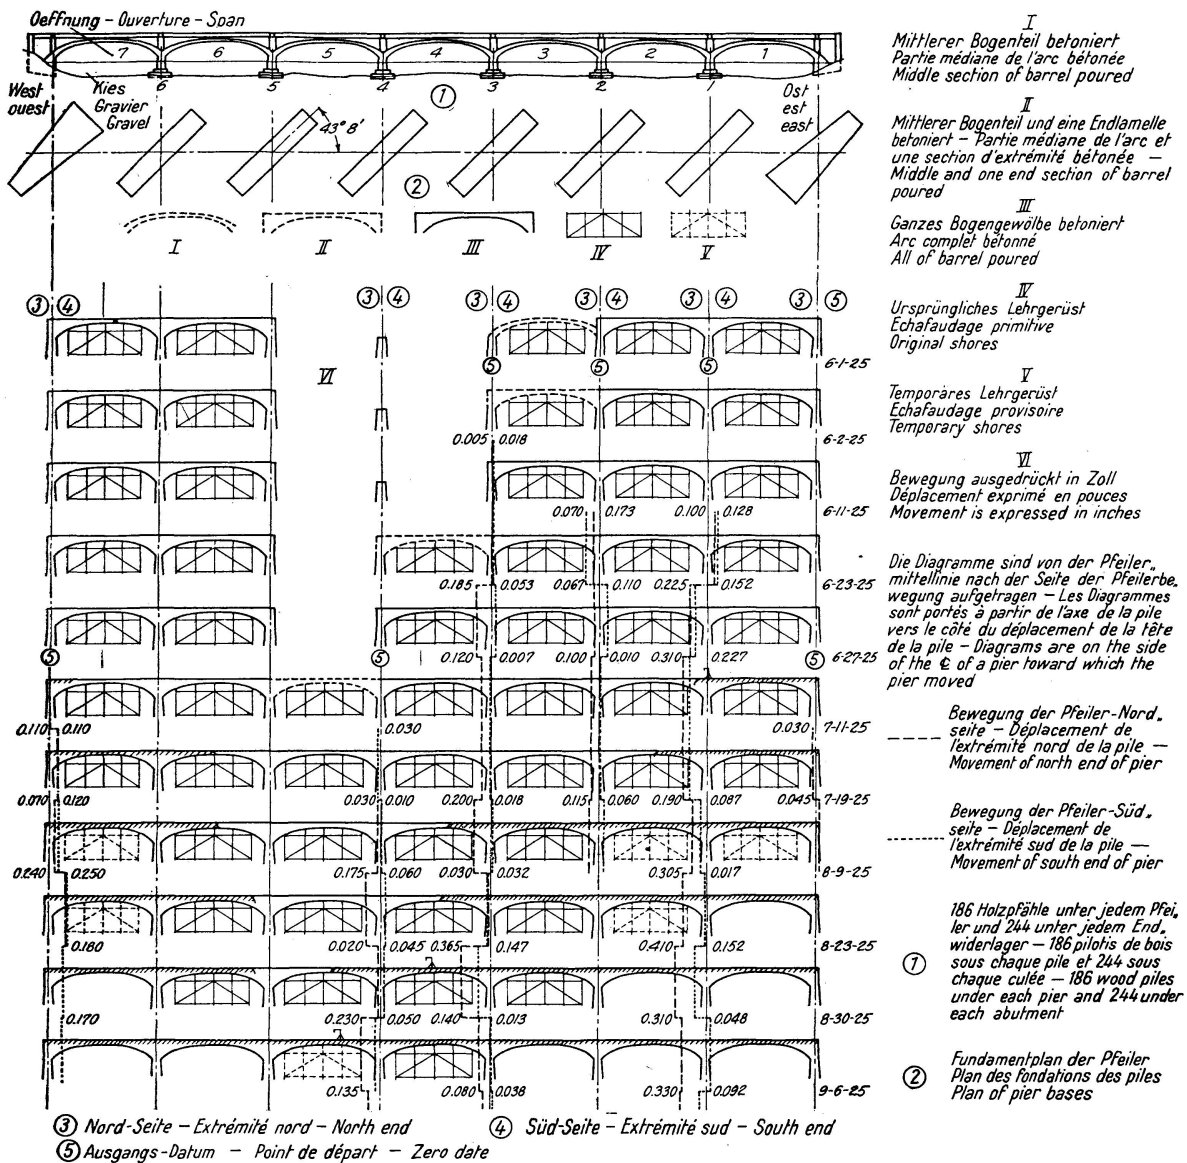 Oeffnung - Ouverture - Span
7 6 5 4 3 2 1
West
ouest
Kies
Gravier
Gravel
6 5 4 3 2 1
①
Ost
est
east
43° 8'
②
I II III IV V
③ ④ ③ ④ ③ ④ ③ ④ ③ ④ ③ ⑤
VI
⑤ ⑤ ⑤
6-1-25
0.005 0.018 6-2-25
0.070 0.173 0.100 0.128 6-11-25
0.185 0.053 0.067 0.110 0.225 0.152 6-23-25
0.120 0.007 0.100 0.010 0.310 0.227 6-27-25
⑤ ⑤ ⑤
0.110 0.110 0.030 0.030 7-11-25
0.070 0.120 0.030 0.010 0.200 0.018 0.115 0.060 0.190 0.087 0.045 7-19-25
0.240 0.250 0.175 0.060 0.030 0.032 0.305 0.017 8-9-25
0.180 0.020 0.045 0.365 0.147 0.410 0.152 8-23-25
0.170 0.230 0.050 0.140 0.013 0.310 0.048 8-30-25
0.135 0.080 0.038 0.330 0.092 9-6-25
③ Nord-Seite - Extrémité nord - North end
④ Süd-Seite - Extrémité sud - South end
⑤ Ausgangs-Datum - Point de départ - Zero date
I
Mittlerer Bogenteil betoniert
Partie médiane de l'arc bétonée
Middle section of barrel poured
II
Mittlerer Bogenteil und eine Endlamelle
betoniert - Partie médiane de l'arc et
une section d'extrémité bétonée -
Middle and one end section of barrel
poured
III
Ganzes Bogengewölbe betoniert
Arc complet bétonné
All of barrel poured
IV
Ursprüngliches Lehrgerüst
Echafaudage primitive
Original shores
V
Temporäres Lehrgerüst
Echafaudage provisoire
Temporary shores
VI
Bewegung ausgedrückt in Zoll
Déplacement exprimé en pouces
Movement is expressed in inches
Die Diagramme sind von der Pfeiler„
mittellinie nach der Seite der Pfeilerbe„
wegung aufgetragen - Les Diagrammes
sont portés à partir de l'axe de la pile
vers le côté du déplacement de la tête
de la pile - Diagrams are on the side
of the ℄ of a pier toward which the
pier moved
Bewegung der Pfeiler-Nord„
seite - Déplacement de
l'extrémité nord de la pile -
Movement of north end of pier
Bewegung der Pfeiler-Süd„
seite - Déplacement de
l'extrémité sud de la pile -
Movement of south end of pier
①
186 Holzpfähle unter jedem Pfei„
ler und 244 unter jedem End„
widerlager - 186 pilotis de bois
sous chaque pile et 244 sous
chaque culée - 186 wood piles
under each pier and 244 under
each abutment
②
Fundamentplan der Pfeiler
Plan des fondations des piles
Plan of pier bases